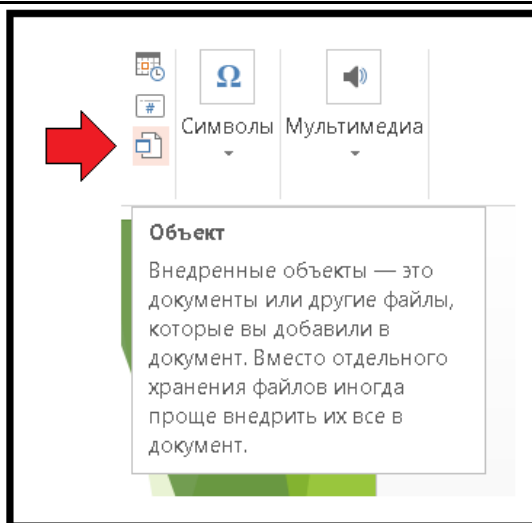 Ω
#
Символы Мультимедиа
Объект
Внедренные объекты — это
документы или другие файлы,
которые вы добавили в
документ. Вместо отдельного
хранения файлов иногда
проще внедрить их все в
документ.